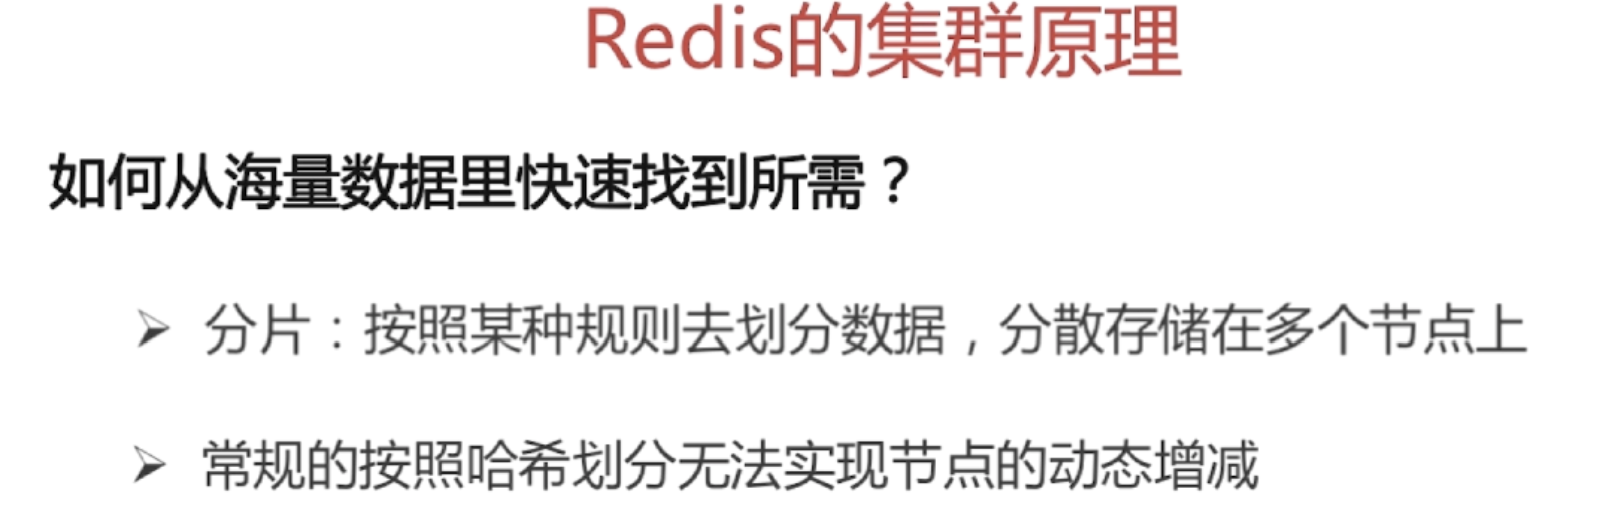 Redis的集群原理
如何从海量数据里快速找到所需？
➢ 分片：按照某种规则去划分数据，分散存储在多个节点上
➢ 常规的按照哈希划分无法实现节点的动态增减